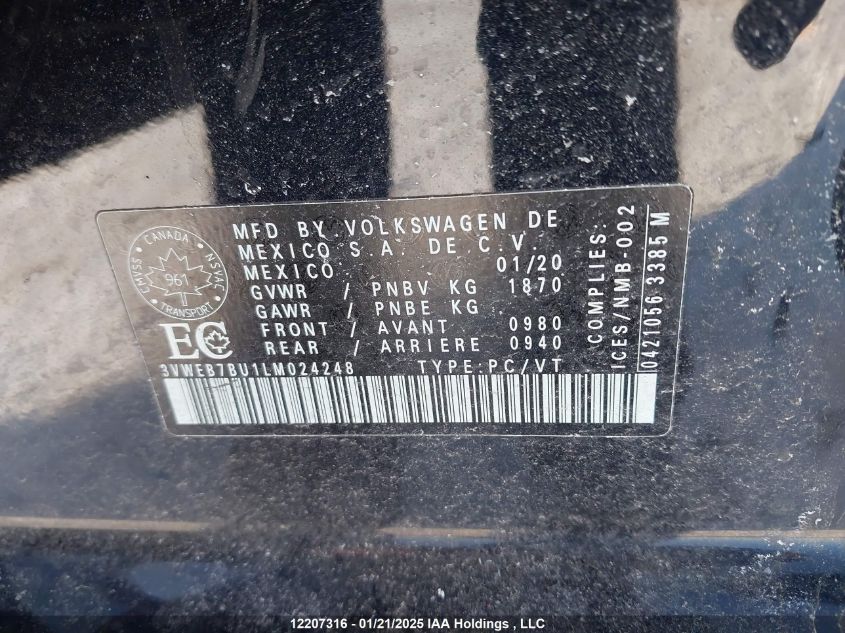 MFD BY VOLKSWAGEN DE
MEXICO S.A. DE C.V.
MEXICO 01/20
GVWR / PNBV KG 1870
GAWR / PNBE KG
FRONT / AVANT 0980
REAR / ARRIERE 0940
3VWEB7BU1LM024248 TYPE:PC/VT
CANADA
CMVSS NSVAC
961
TRANSPORT
EC
COMPLIES:
ICES/NMB-002
0421056 3385 M
12207316 - 01/21/2025 IAA Holdings , LLC